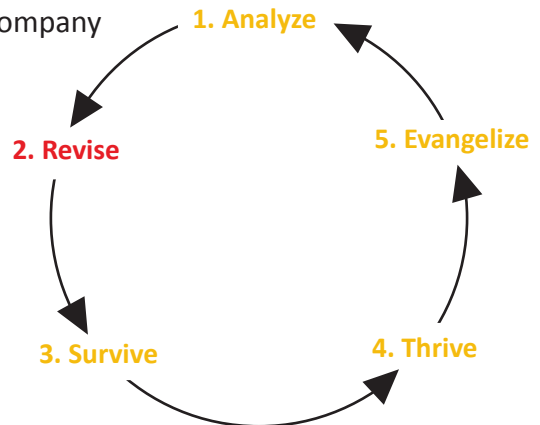 ompany
1. Analyze
2. Revise
5. Evangelize
3. Survive
4. Thrive